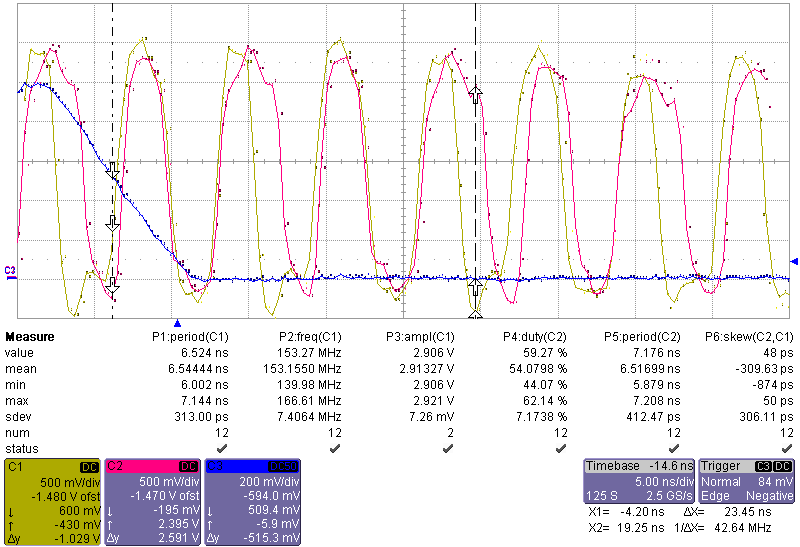 C3
Measure P1:period(C1) P2:freq(C1) P3:ampl(C1) P4:duty(C2) P5:period(C2) P6:skew(C2,C1)
value 6.524 ns 153.27 MHz 2.906 V 59.27 % 7.176 ns 48 ps
mean 6.54444 ns 153.1550 MHz 2.91327 V 54.0798 % 6.51699 ns -309.63 ps
min 6.002 ns 139.98 MHz 2.906 V 44.07 % 5.879 ns -874 ps
max 7.144 ns 166.61 MHz 2.921 V 62.14 % 7.208 ns 50 ps
sdev 313.00 ps 7.4064 MHz 7.26 mV 7.1738 % 412.47 ps 306.11 ps
num 12 12 2 12 12 12
status ✔ ✔ ✔ ✔ ✔ ✔
C1 DC
500 mV/div
-1.480 V ofst
↓ 600 mV
↑ -430 mV
Δy -1.029 V
C2 DC
500 mV/div
-1.470 V ofst
↓ -195 mV
↑ 2.395 V
Δy 2.591 V
C3 DC50
200 mV/div
-594.0 mV
↓ 509.4 mV
↑ -5.9 mV
Δy -515.3 mV
Timebase -14.6 ns
5.00 ns/div
125 S 2.5 GS/s
Trigger C3 DC
Normal 84 mV
Edge Negative
X1= -4.20 ns ΔX= 23.45 ns
X2= 19.25 ns 1/ΔX= 42.64 MHz